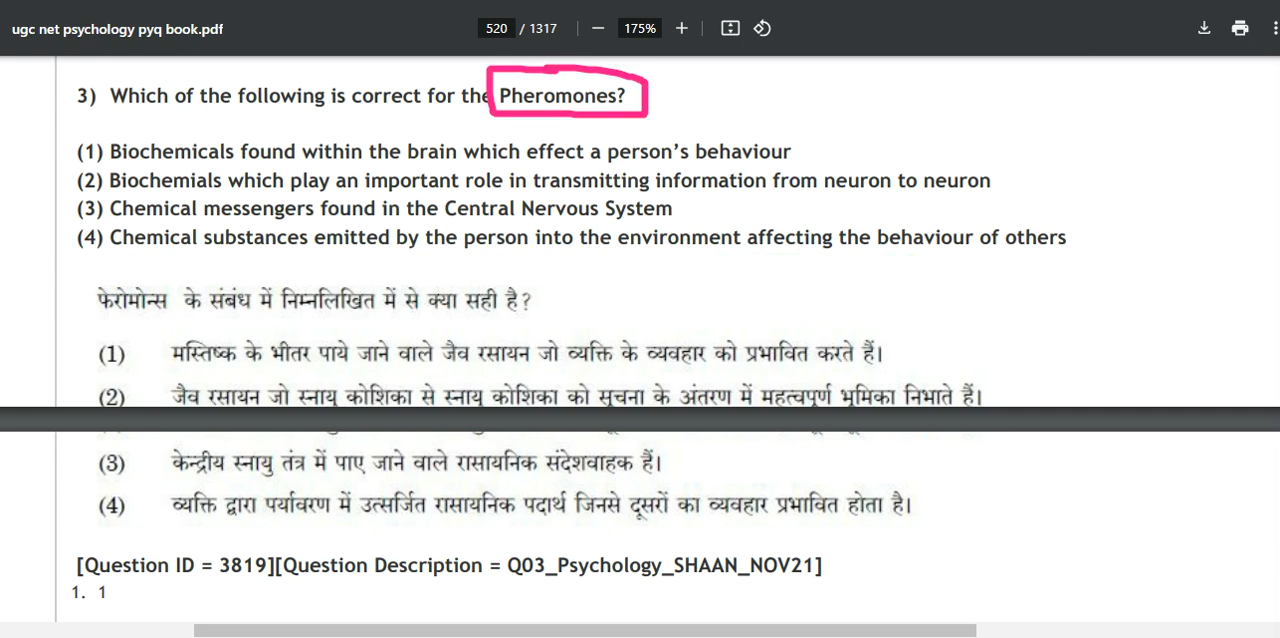 ugc net psychology pyq book.pdf
520 / 1317
175%
3) Which of the following is correct for the Pheromones?
(1) Biochemicals found within the brain which effect a person's behaviour
(2) Biochemials which play an important role in transmitting information from neuron to neuron
(3) Chemical messengers found in the Central Nervous System
(4) Chemical substances emitted by the person into the environment affecting the behaviour of others
फेरोमोन्स के संबंध में निम्नलिखित में से क्या सही है?
(1) मस्तिष्क के भीतर पाये जाने वाले जैव रसायन जो व्यक्ति के व्यवहार को प्रभावित करते हैं।
(2) जैव रसायन जो स्नायु कोशिका से स्नायु कोशिका को सूचना के अंतरण में महत्वपूर्ण भूमिका निभाते हैं।
(3) केन्द्रीय स्नायु तंत्र में पाए जाने वाले रासायनिक संदेशवाहक हैं।
(4) व्यक्ति द्वारा पर्यावरण में उत्सर्जित रासायनिक पदार्थ जिनसे दूसरों का व्यवहार प्रभावित होता है।
[Question ID = 3819][Question Description = Q03_Psychology_SHAAN_NOV21]
1. 1